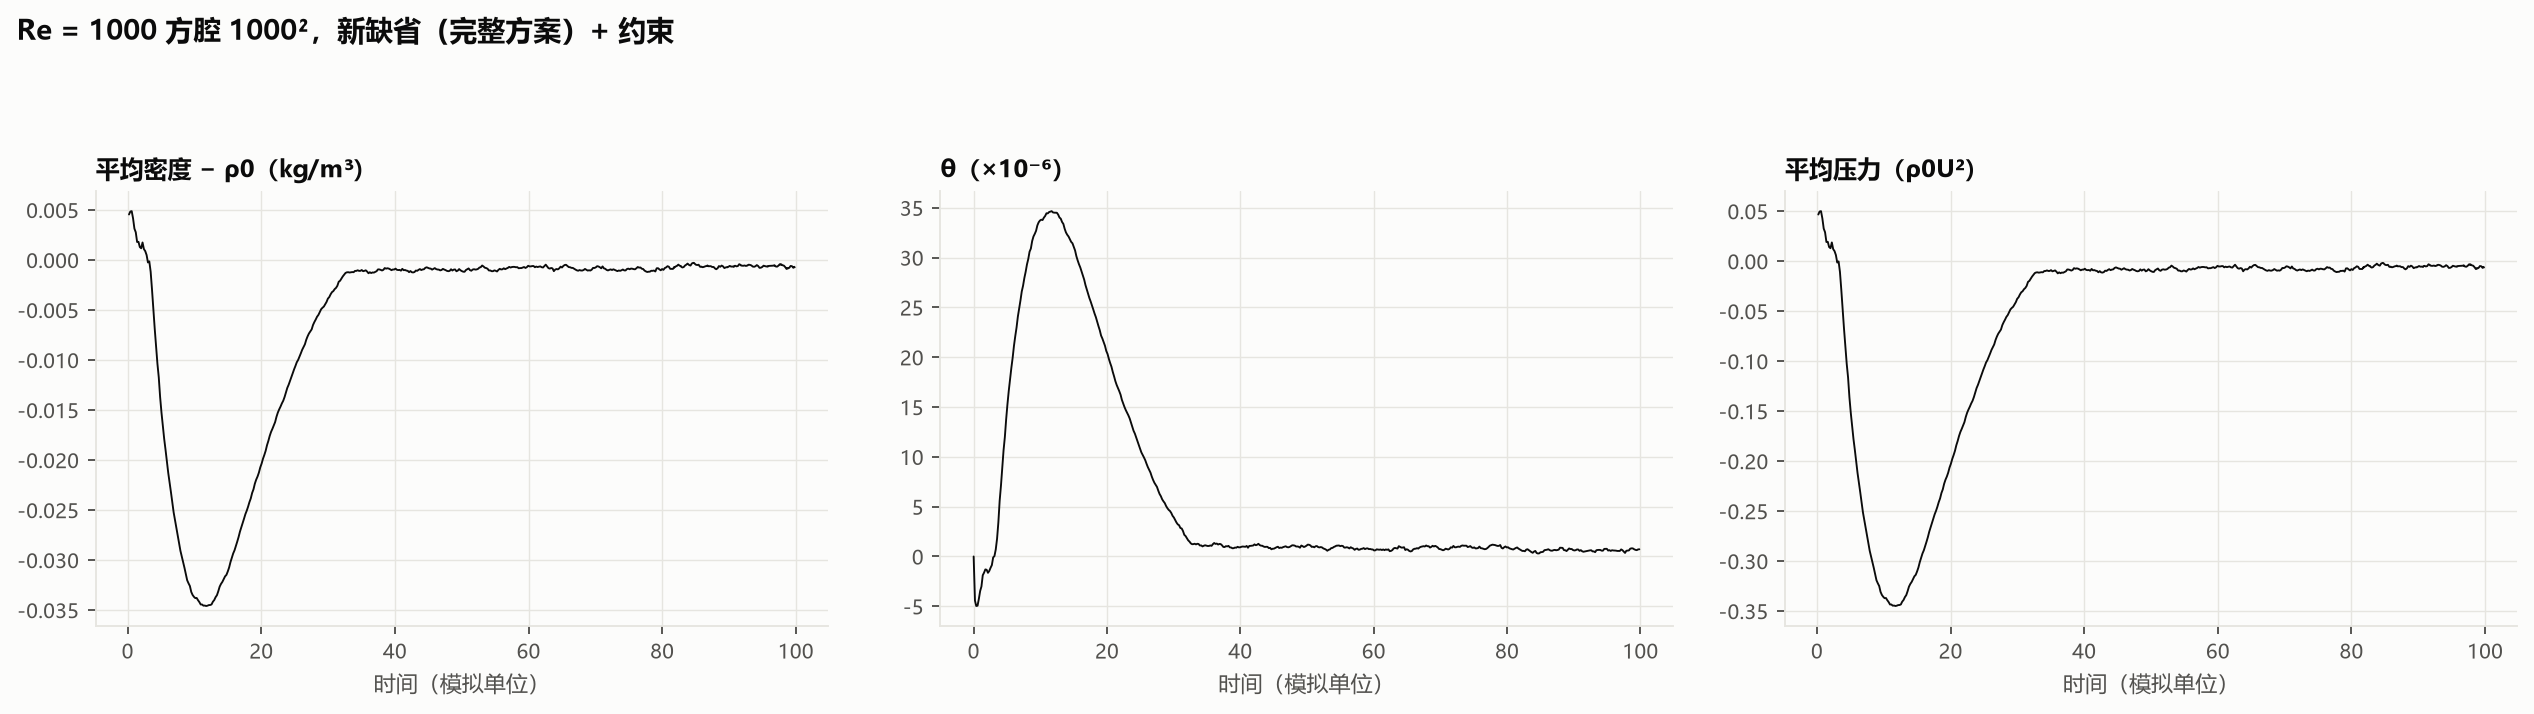 Re = 1000 方腔 1000²，新缺省（完整方案）+ 约束
平均密度 − ρ0（kg/m³）
0.005
0.000
-0.005
-0.010
-0.015
-0.020
-0.025
-0.030
-0.035
0 20 40 60 80 100
时间（模拟单位）
θ（×10⁻⁶）
35
30
25
20
15
10
5
0
-5
0 20 40 60 80 100
时间（模拟单位）
平均压力（ρ0U²）
0.05
0.00
-0.05
-0.10
-0.15
-0.20
-0.25
-0.30
-0.35
0 20 40 60 80 100
时间（模拟单位）